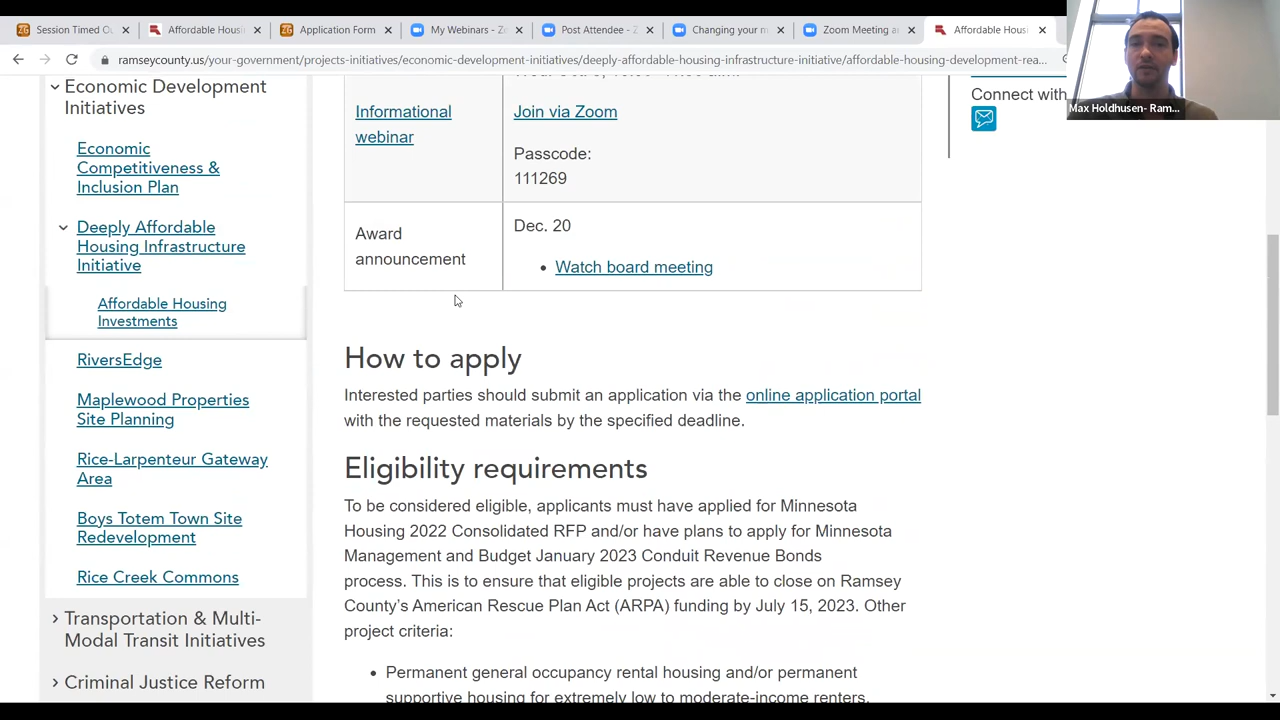 Session Timed Ou
Affordable Housi
Application Form
My Webinars - Ze
Post Attendee - Z
Changing your m
Zoom Meeting a
Affordable Housi
ramseycounty.us/your-government/projects-initiatives/economic-development-initiatives/deeply-affordable-housing-infrastructure-initiative/affordable-housing-development-rea...
Max Holdhusen- Ram...
Economic Development
Initiatives
Economic
Competitiveness &
Inclusion Plan
Deeply Affordable
Housing Infrastructure
Initiative
Affordable Housing
Investments
RiversEdge
Maplewood Properties
Site Planning
Rice-Larpenteur Gateway
Area
Boys Totem Town Site
Redevelopment
Rice Creek Commons
Transportation & Multi-
Modal Transit Initiatives
Criminal Justice Reform
Informational
webinar
Join via Zoom
Passcode:
111269
Award
announcement
Dec. 20
• Watch board meeting
How to apply
Interested parties should submit an application via the online application portal
with the requested materials by the specified deadline.
Eligibility requirements
To be considered eligible, applicants must have applied for Minnesota
Housing 2022 Consolidated RFP and/or have plans to apply for Minnesota
Management and Budget January 2023 Conduit Revenue Bonds
process. This is to ensure that eligible projects are able to close on Ramsey
County's American Rescue Plan Act (ARPA) funding by July 15, 2023. Other
project criteria:
• Permanent general occupancy rental housing and/or permanent
supportive housing for extremely low to moderate-income renters.
Connect with